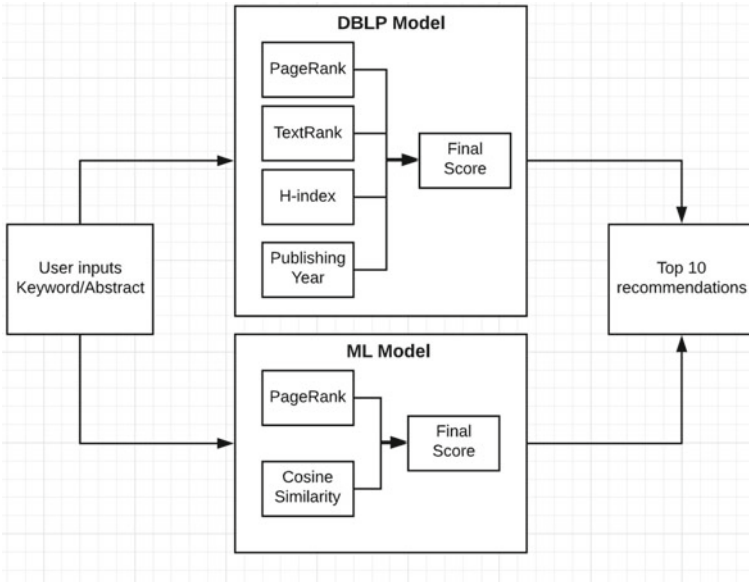 DBLP Model
PageRank
TextRank
H-index
Publishing
Year
Final
Score
User inputs
Keyword/Abstract
Top 10
recommendations
ML Model
PageRank
Cosine
Similarity
Final
Score